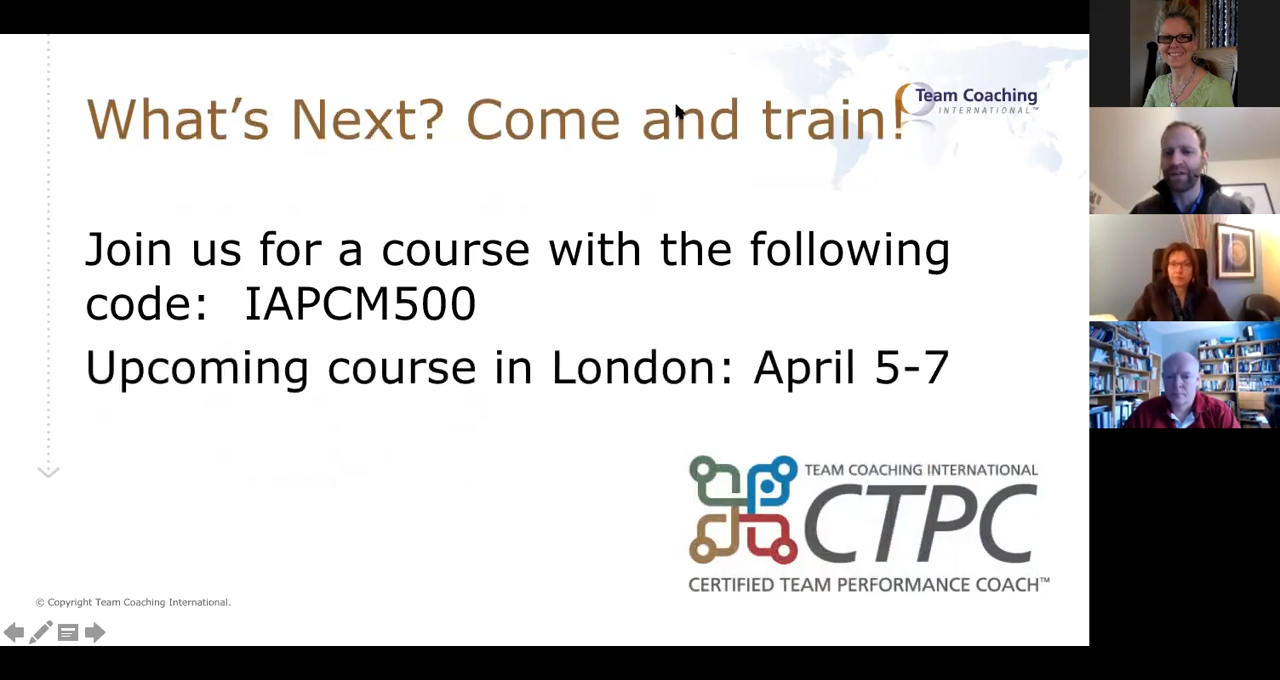 What's Next? Come and train!
Team Coaching
INTERNATIONAL™
Join us for a course with the following
code: IAPCM500
Upcoming course in London: April 5-7
TEAM COACHING INTERNATIONAL
CTPC
CERTIFIED TEAM PERFORMANCE COACH™
© Copyright Team Coaching International.